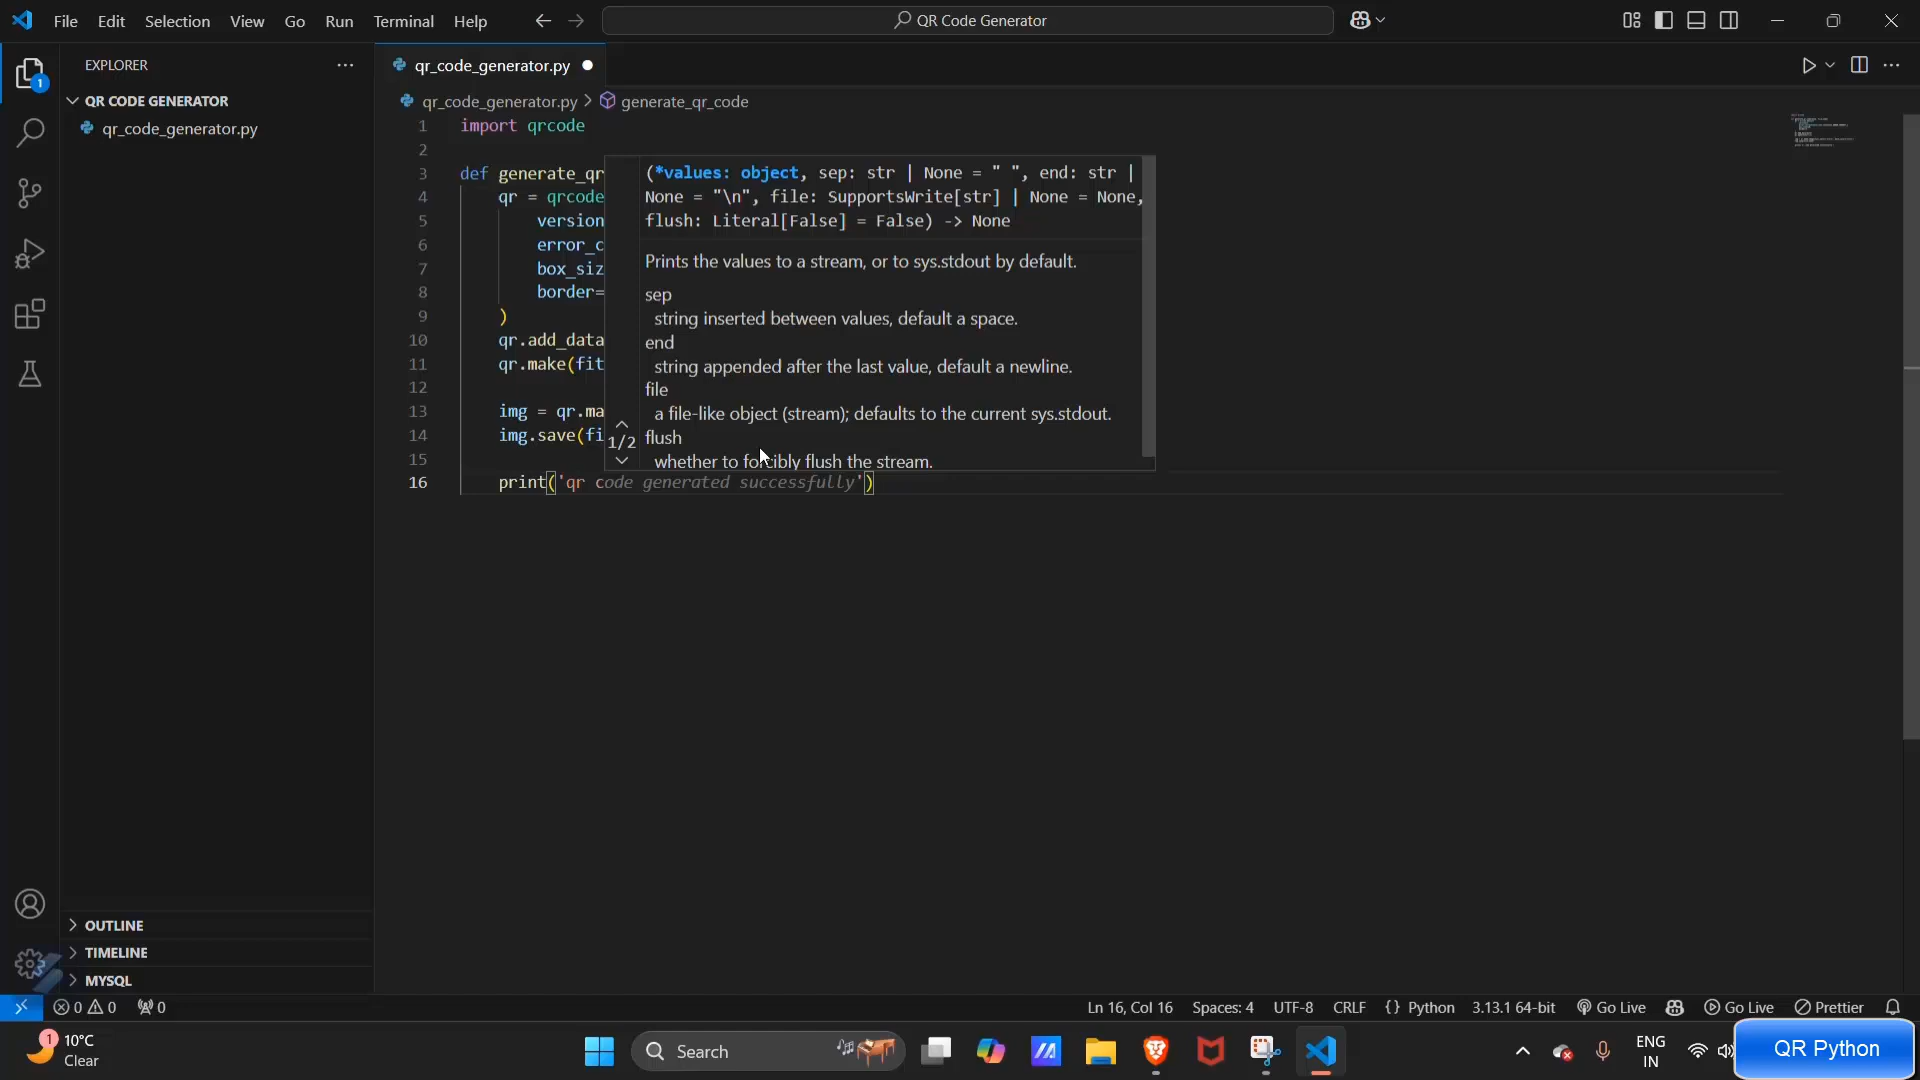 File Edit Selection View Go Run Terminal Help
QR Code Generator
EXPLORER
QR CODE GENERATOR
qr_code_generator.py
1
OUTLINE
TIMELINE
MYSQL
qr_code_generator.py
qr_code_generator.py > generate_qr_code
1 import qrcode
2
3 def generate_qr
4 qr = qrcode
5 version
6 error_c
7 box_siz
8 border=
9 )
10 qr.add_data
11 qr.make(fit
12
13 img = qr.ma
14 img.save(fi
15
16 print('qr code generated successfully')
(*values: object, sep: str | None = " ", end: str |
None = "\n", file: SupportsWrite[str] | None = None,
flush: Literal[False] = False) -> None
Prints the values to a stream, or to sys.stdout by default.
sep
string inserted between values, default a space.
end
string appended after the last value, default a newline.
file
a file-like object (stream); defaults to the current sys.stdout.
flush
whether to forcibly flush the stream.
1/2
0 0 0
Ln 16, Col 16 Spaces: 4 UTF-8 CRLF {} Python 3.13.1 64-bit Go Live Go Live Prettier
1
10°C
Clear
Search
ENG
IN
QR Python